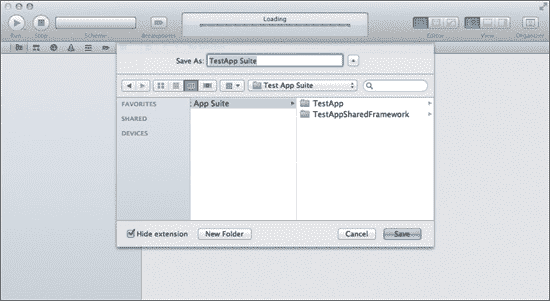 Loading
Run Stop Scheme Breakpoints Editor View Organizer
Save As: TestApp Suite
Test App Suite
FAVORITES
SHARED
DEVICES
App Suite
TestApp
TestAppSharedFramework
Hide extension New Folder Cancel Save